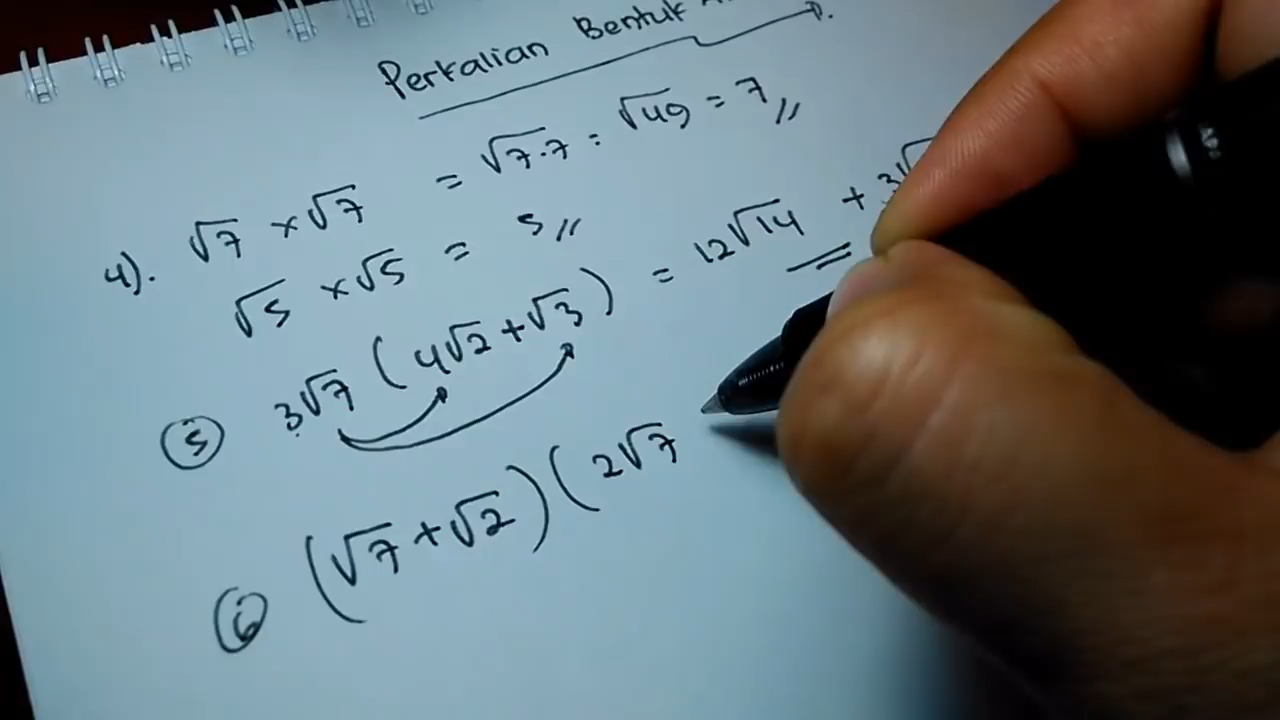 Perkalian Bentuk
4). √7 × √7 = √7.7 = √49 = 7 //
√5 × √5 = 5 //
⑤ 3√7 (4√2 + √3) = 12√14 + 3√
⑥ (√7 + √2) (2√7